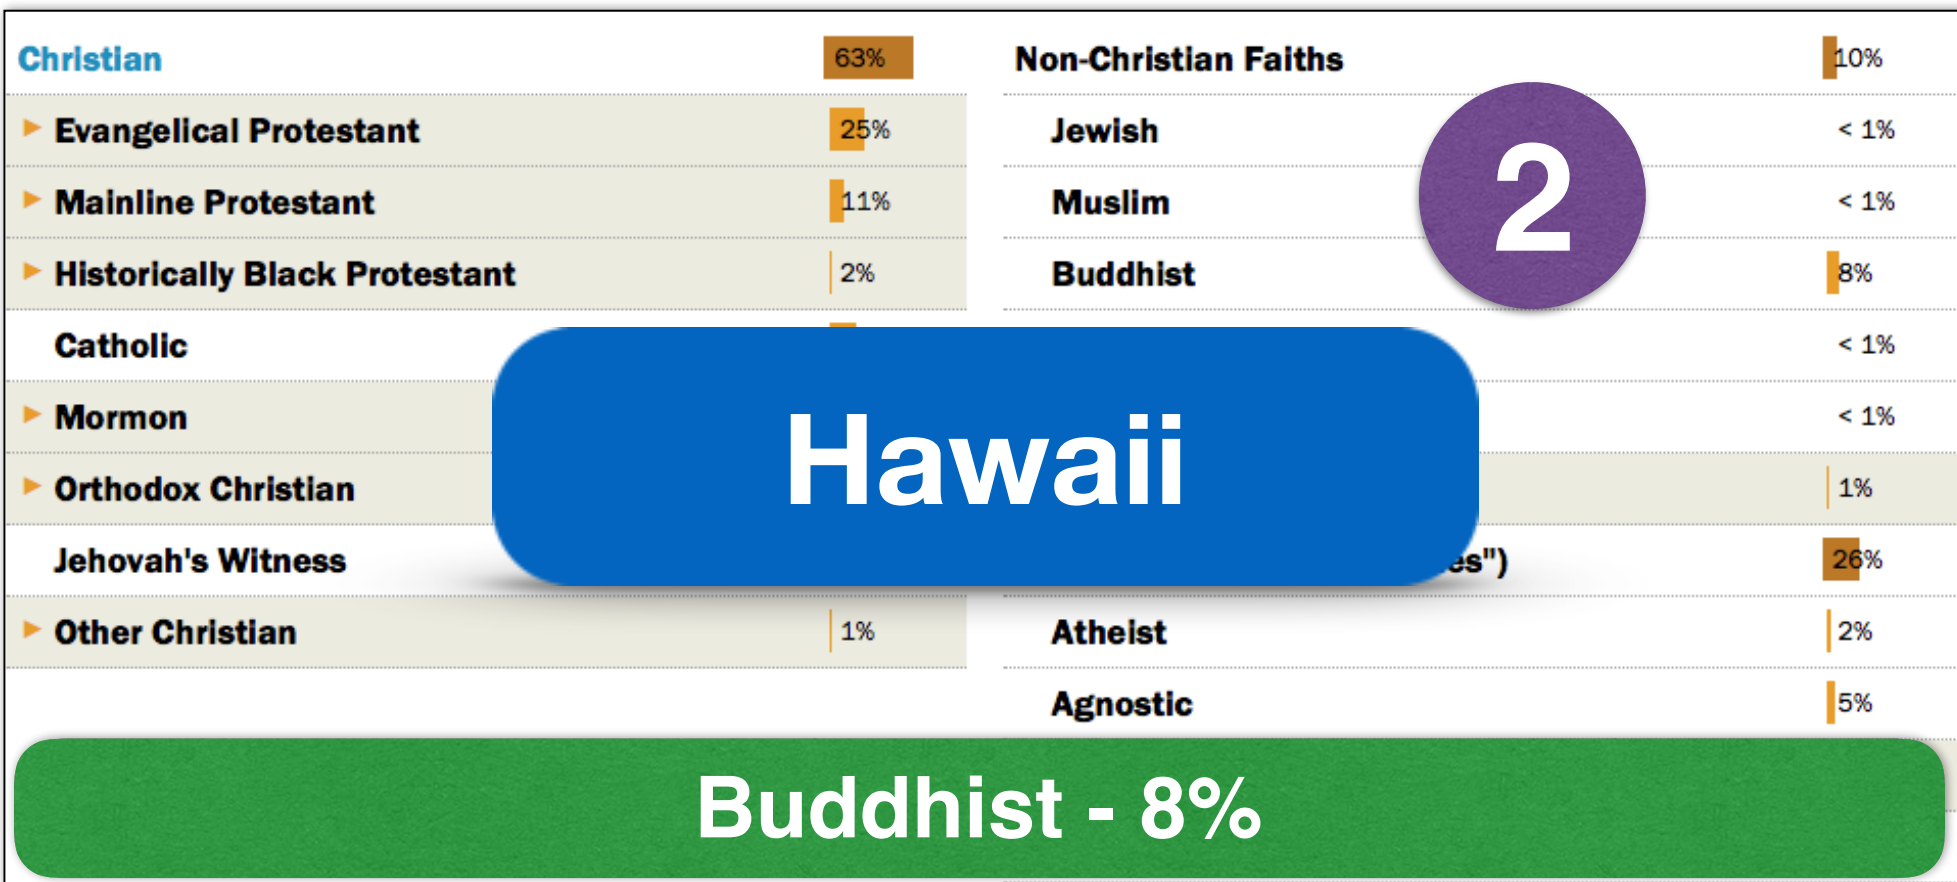 Christian 63%
Evangelical Protestant 25%
Mainline Protestant 11%
Historically Black Protestant 2%
Catholic
Mormon
Orthodox Christian
Jehovah's Witness
Other Christian 1%
Non-Christian Faiths 10%
Jewish < 1%
Muslim < 1%
Buddhist 8%
< 1%
< 1%
1%
es") 26%
Atheist 2%
Agnostic 5%
2
Hawaii
Buddhist - 8%